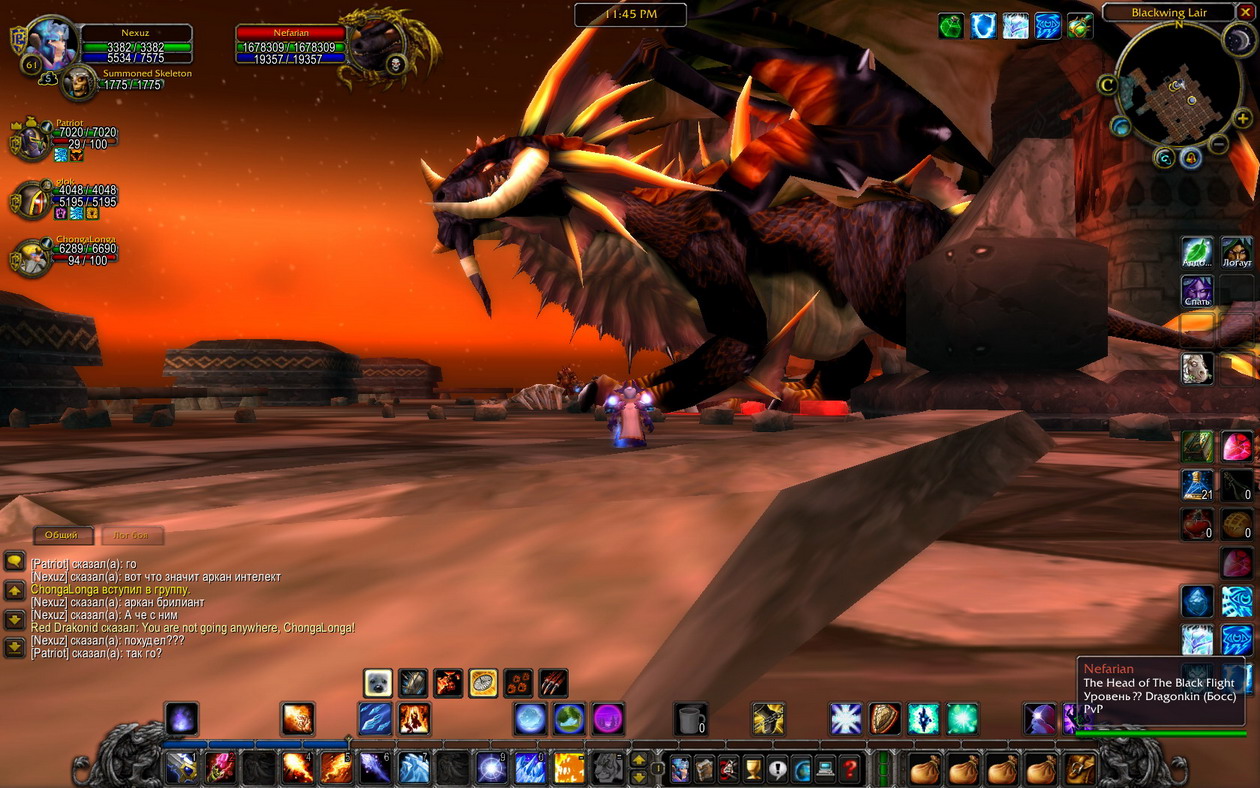 11:45 PM
Blackwing Lair
N
Nexuz
3382 / 3382
5534 / 7575
61
Summoned Skeleton
1775 / 1775
Nefarian
1678309 / 1678309
19357 / 19357
Patriot
7020 / 7020
29 / 100
4048 / 4048
5195 / 5195
ChongaLonga
6289 / 6690
94 / 100
C
Логаут
Спать
21
0
0
0
Общий
Лог боя
[Patriot] сказал(а): го
[Nexuz] сказал(а): вот что значит аркан интелект
ChongaLonga вступил в группу.
[Nexuz] сказал(а): аркан брилиант
[Nexuz] сказал(а): А че с ним
Red Drakonid сказал: You are not going anywhere, ChongaLonga!
[Nexuz] сказал(а): похудел???
[Patriot] сказал(а): так го?
Nefarian
The Head of The Black Flight
Уровень ?? Dragonkin (Босс)
PvP
0